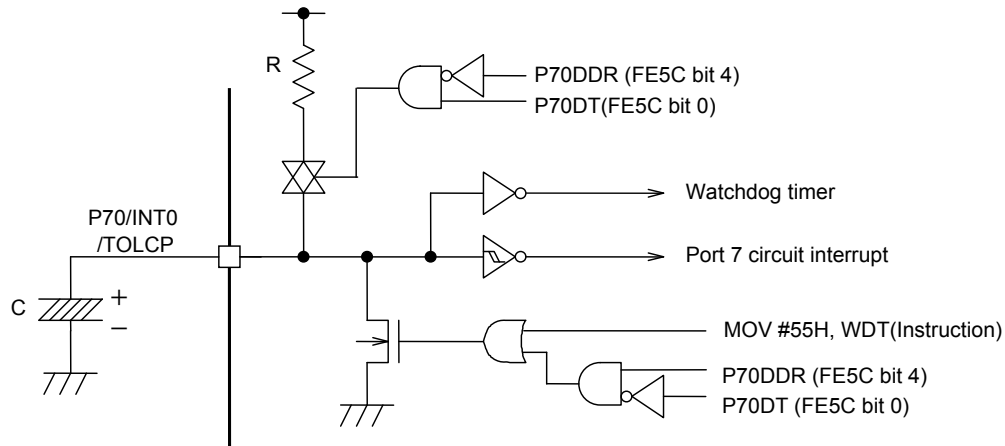 R
P70DDR (FE5C bit 4)
P70DT(FE5C bit 0)
Watchdog timer
P70/INT0
/TOLCP
Port 7 circuit interrupt
C
+
−
MOV #55H, WDT(Instruction)
P70DDR (FE5C bit 4)
P70DT (FE5C bit 0)